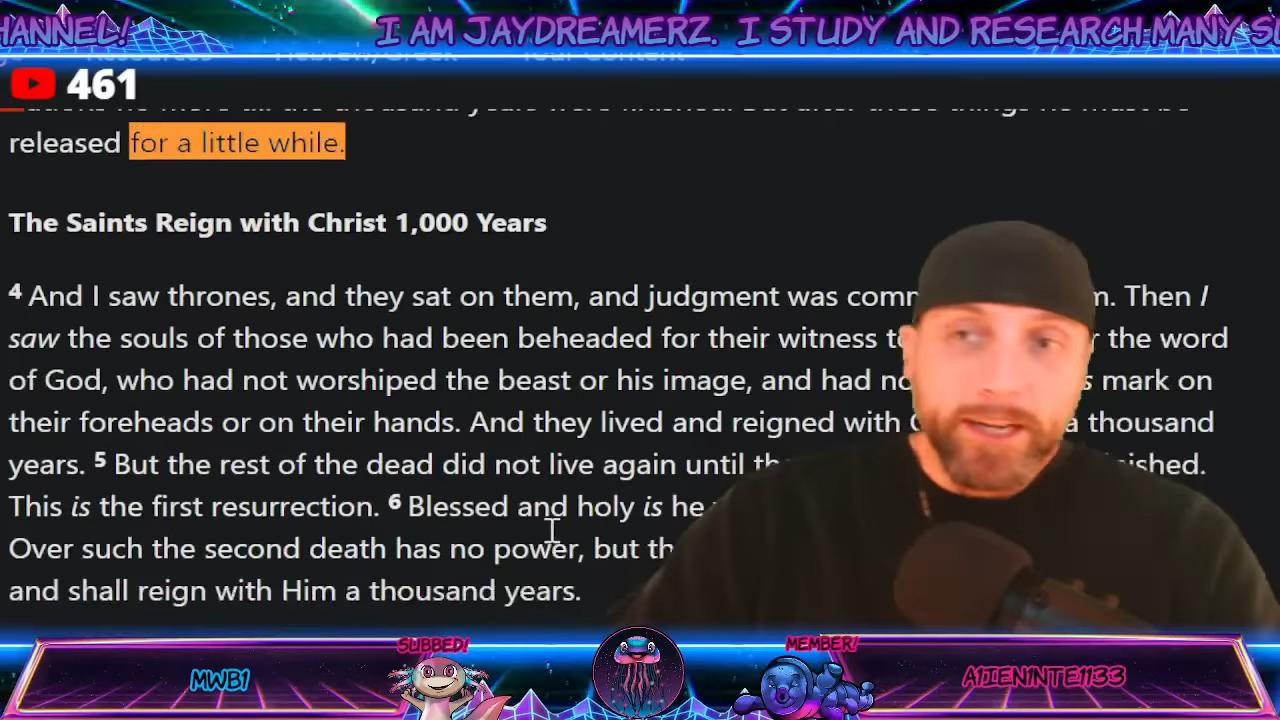 HANNEL!
I AM JAYDREAMERZ. I STUDY AND RESEARCH MANY
461
released for a little while.
The Saints Reign with Christ 1,000 Years
4 And I saw thrones, and they sat on them, and judgment was com m. Then I
saw the souls of those who had been beheaded for their witness to the word
of God, who had not worshiped the beast or his image, and had mark on
their foreheads or on their hands. And they lived and reigned with a thousand
years. 5 But the rest of the dead did not live again until ished.
This is the first resurrection. 6 Blessed and holy is he
Over such the second death has no power, but
and shall reign with Him a thousand years.
SUBBED!
MEMBER!
MWB1
A1IEN1NTE1133